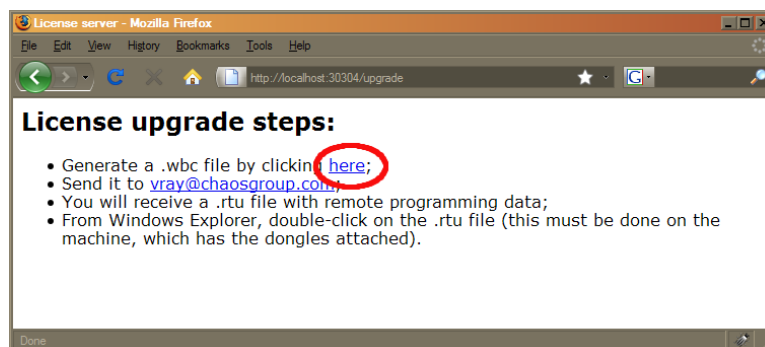 License server - Mozilla Firefox
File Edit View History Bookmarks Tools Help
http://localhost:30304/upgrade
G
License upgrade steps:
• Generate a .wbc file by clicking here;
• Send it to vray@chaosgroup.com;
• You will receive a .rtu file with remote programming data;
• From Windows Explorer, double-click on the .rtu file (this must be done on the
machine, which has the dongles attached).
Done